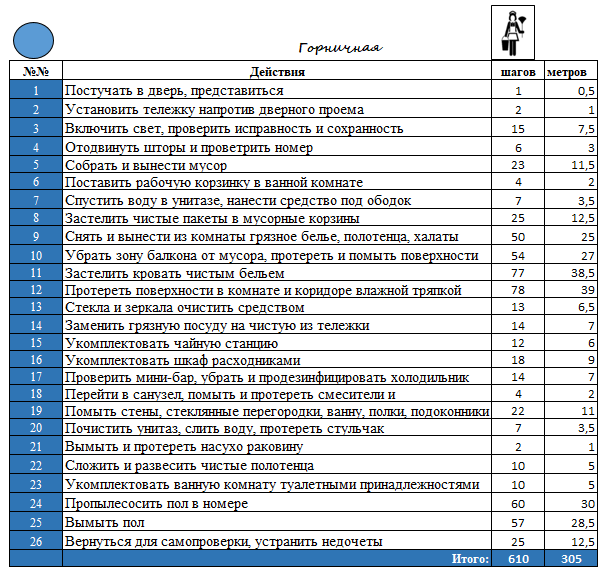 Горничная
№№ Действия шагов метров
1 Постучать в дверь, представиться 1 0,5
2 Установить тележку напротив дверного проема 2 1
3 Включить свет, проверить исправность и сохранность 15 7,5
4 Отодвинуть шторы и проветрить номер 6 3
5 Собрать и вынести мусор 23 11,5
6 Поставить рабочую корзинку в ванной комнате 4 2
7 Спустить воду в унитазе, нанести средство под ободок 7 3,5
8 Застелить чистые пакеты в мусорные корзины 25 12,5
9 Снять и вынести из комнаты грязное белье, полотенца, халаты 50 25
10 Убрать зону балкона от мусора, протереть и помыть поверхности 54 27
11 Застелить кровать чистым бельем 77 38,5
12 Протереть поверхности в комнате и коридоре влажной тряпкой 78 39
13 Стекла и зеркала очистить средством 13 6,5
14 Заменить грязную посуду на чистую из тележки 14 7
15 Укомплектовать чайную станцию 12 6
16 Укомплектовать шкаф расходниками 18 9
17 Проверить мини-бар, убрать и продезинфицировать холодильник 14 7
18 Перейти в санузел, помыть и протереть смесители и 4 2
19 Помыть стены, стеклянные перегородки, ванну, полки, подоконники 22 11
20 Почистить унитаз, слить воду, протереть стульчак 7 3,5
21 Вымыть и протереть насухо раковину 2 1
22 Сложить и развесить чистые полотенца 10 5
23 Укомплектовать ванную комнату туалетными принадлежностями 10 5
24 Пропылесосить пол в номере 60 30
25 Вымыть пол 57 28,5
26 Вернуться для самопроверки, устранить недочеты 25 12,5
Итого: 610 305